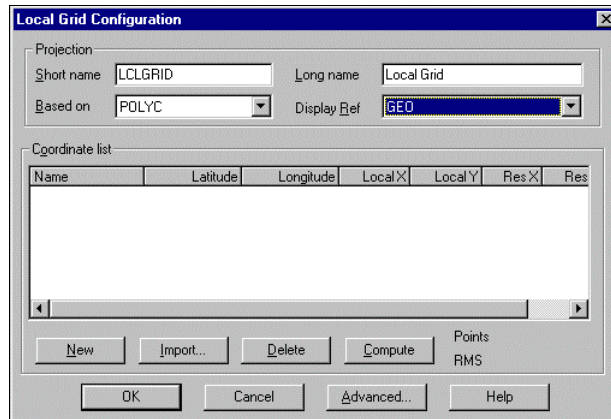 Local Grid Configuration
Projection
Short name LCLGRID Long name Local Grid
Based on POLYC Display Ref GEO
Coordinate list
Name Latitude Longitude Local X Local Y Res X Res
New Import... Delete Compute Points
RMS
OK Cancel Advanced... Help